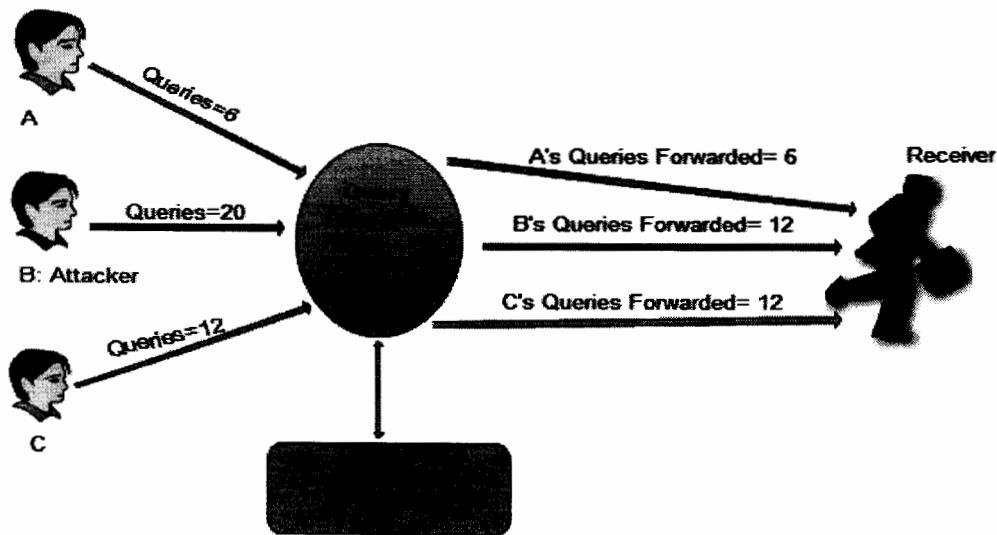 Queries=6
A
A's Queries Forwarded= 6
Receiver
Queries=20
B's Queries Forwarded= 12
B: Attacker
C's Queries Forwarded= 12
Queries=12
C